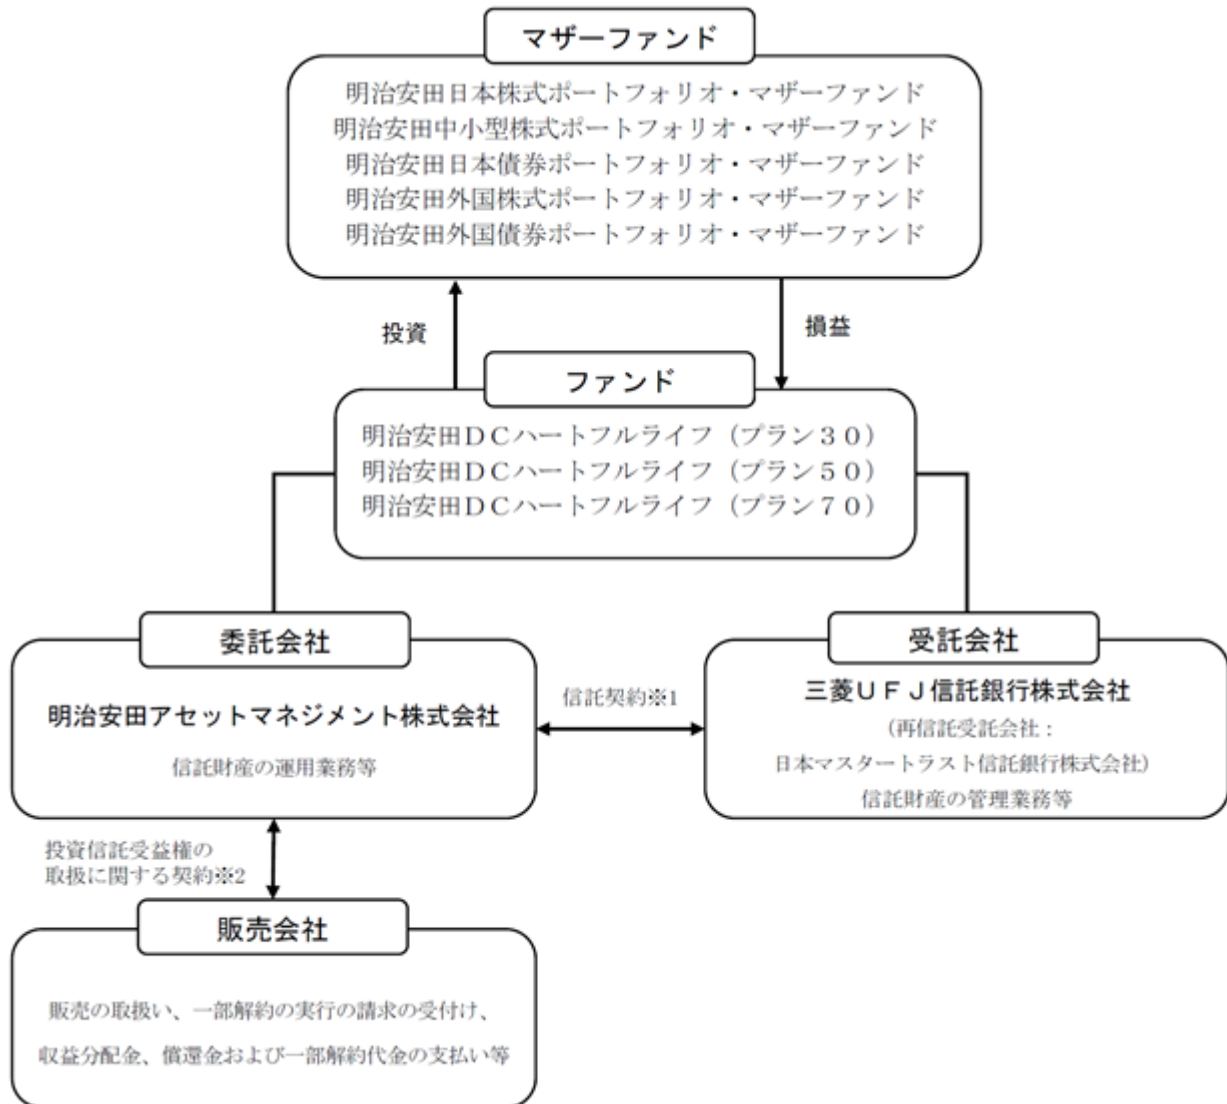 マザーファンド
明治安田日本株式ポートフォリオ・マザーファンド
明治安田中小型株式ポートフォリオ・マザーファンド
明治安田日本債券ポートフォリオ・マザーファンド
明治安田外国株式ポートフォリオ・マザーファンド
明治安田外国債券ポートフォリオ・マザーファンド
投資
損益
ファンド
明治安田ＤＣハートフルライフ（プラン３０）
明治安田ＤＣハートフルライフ（プラン５０）
明治安田ＤＣハートフルライフ（プラン７０）
委託会社
明治安田アセットマネジメント株式会社
信託財産の運用業務等
信託契約※1
受託会社
三菱ＵＦＪ信託銀行株式会社
(再信託受託会社：
日本マスタートラスト信託銀行株式会社)
信託財産の管理業務等
投資信託受益権の
取扱に関する契約※2
販売会社
販売の取扱い、一部解約の実行の請求の受付け、
収益分配金、償還金および一部解約代金の支払い等